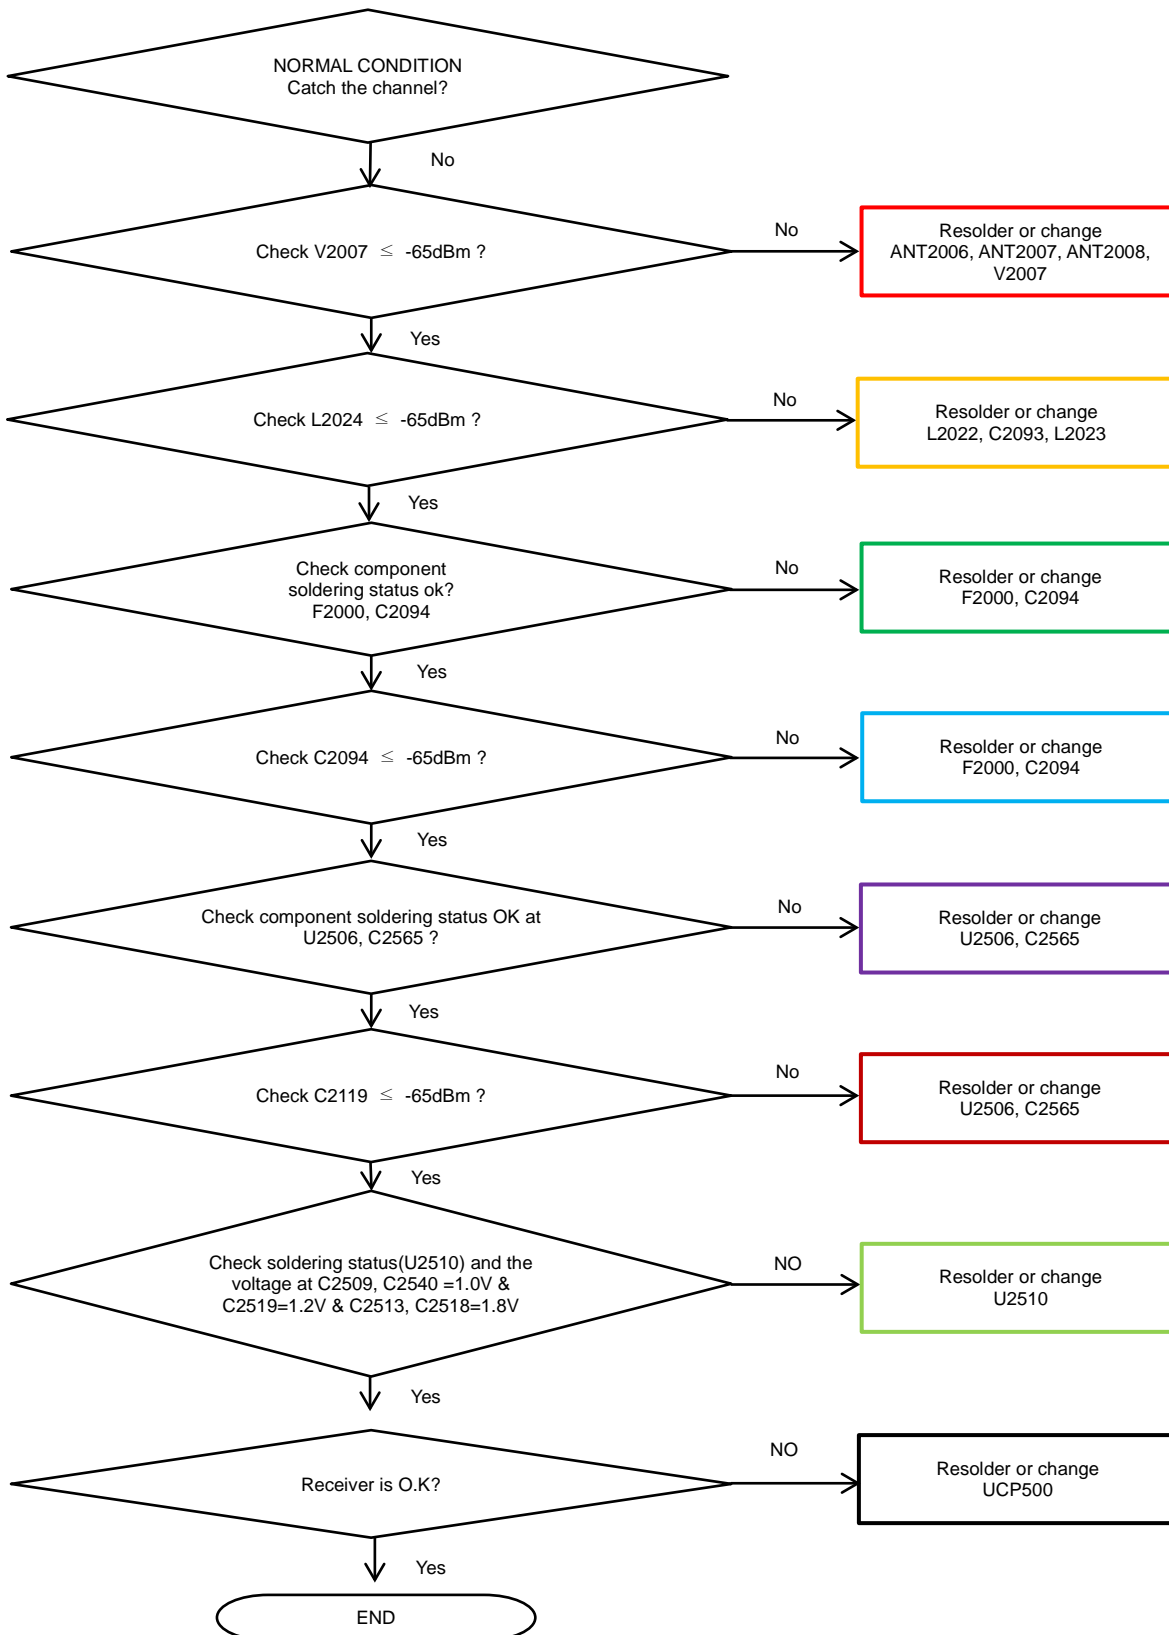 NORMAL CONDITION
Catch the channel?
No
Check V2007 ≤ -65dBm ?
No
Resolder or change
ANT2006, ANT2007, ANT2008,
V2007
Yes
Check L2024 ≤ -65dBm ?
No
Resolder or change
L2022, C2093, L2023
Yes
Check component
soldering status ok?
F2000, C2094
No
Resolder or change
F2000, C2094
Yes
Check C2094 ≤ -65dBm ?
No
Resolder or change
F2000, C2094
Yes
Check component soldering status OK at
U2506, C2565 ?
No
Resolder or change
U2506, C2565
Yes
Check C2119 ≤ -65dBm ?
No
Resolder or change
U2506, C2565
Yes
Check soldering status(U2510) and the
voltage at C2509, C2540 =1.0V &
C2519=1.2V & C2513, C2518=1.8V
NO
Resolder or change
U2510
Yes
Receiver is O.K?
NO
Resolder or change
UCP500
Yes
END